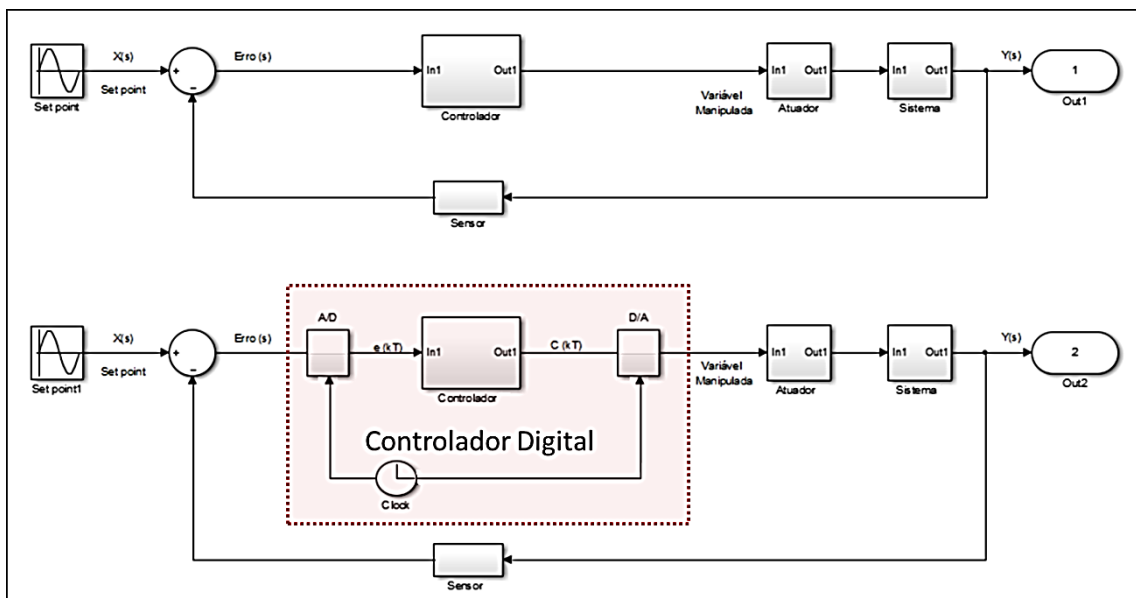 X(s)
Set point
Set point
+
−
Erro (s)
In1
Out1
Controlador
Variável
Manipulada
In1
Out1
Atuador
In1
Out1
Sistema
Y(s)
1
Out1
Sensor
X(s)
Set point
Set point1
+
−
Erro (s)
A/D
e (kT)
In1
Out1
Controlador
C (kT)
D/A
Controlador Digital
Clock
Variável
Manipulada
In1
Out1
Atuador
In1
Out1
Sistema
Y(s)
2
Out2
Sensor